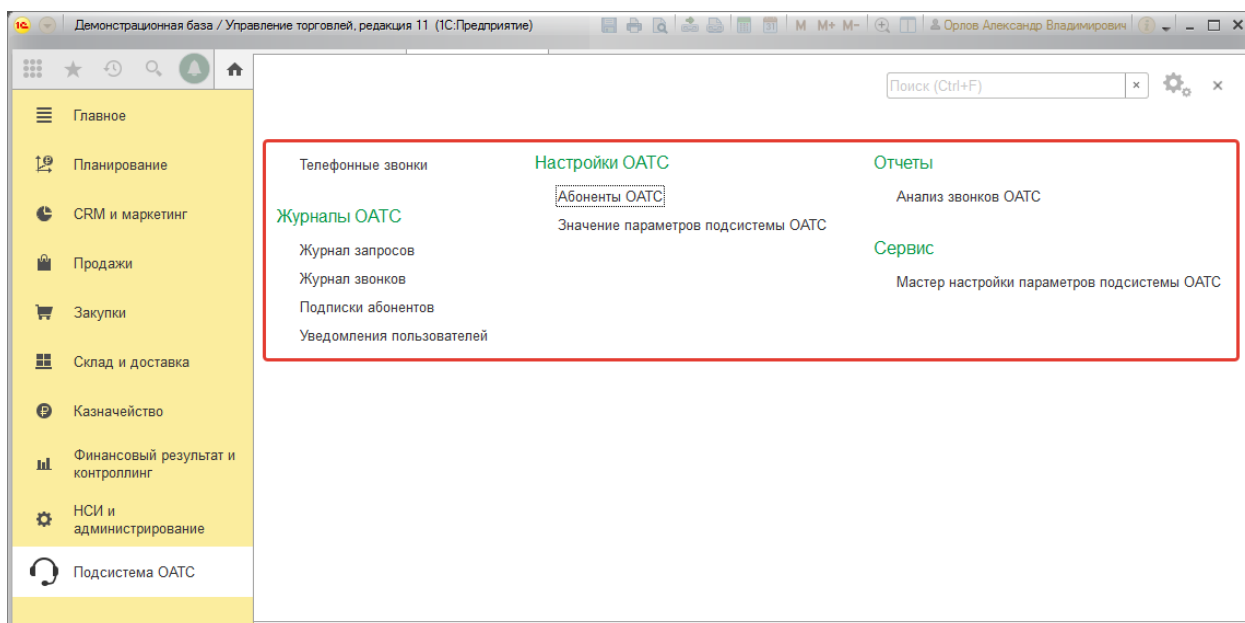 1С Демонстрационная база / Управление торговлей, редакция 11 (1С:Предприятие) 31 M M+ M- Орлов Александр Владимирович
Поиск (Ctrl+F) × ×
Главное
Планирование
CRM и маркетинг
Продажи
Закупки
Склад и доставка
Казначейство
Финансовый результат и
контроллинг
НСИ и
администрирование
Подсистема ОАТС
Телефонные звонки
Журналы ОАТС
Журнал запросов
Журнал звонков
Подписки абонентов
Уведомления пользователей
Настройки ОАТС
Абоненты ОАТС
Значение параметров подсистемы ОАТС
Отчеты
Анализ звонков ОАТС
Сервис
Мастер настройки параметров подсистемы ОАТС